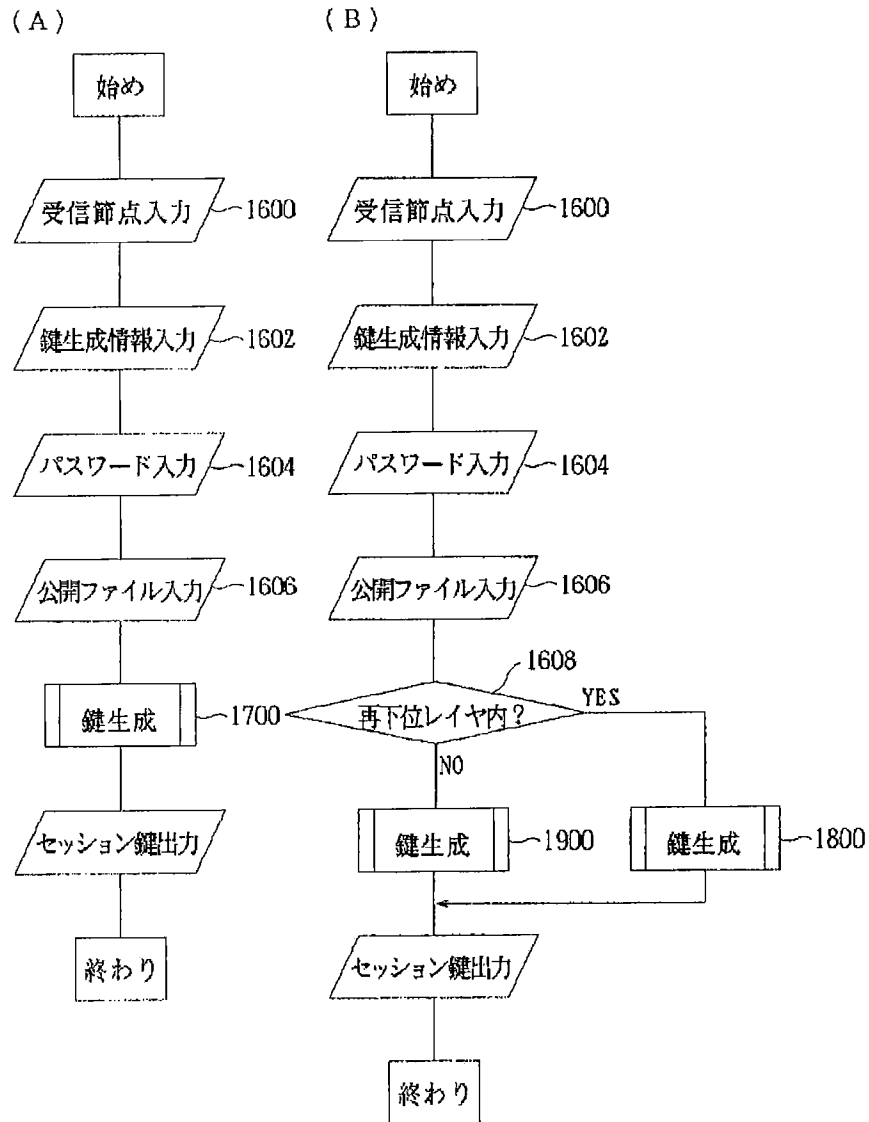 (A)
始め
受信節点入力
1600
鍵生成情報入力
1602
パスワード入力
1604
公開ファイル入力
1606
鍵生成
1700
セッション鍵出力
終わり
(B)
始め
受信節点入力
1600
鍵生成情報入力
1602
パスワード入力
1604
公開ファイル入力
1606
1608
再下位レイヤ内?
YES
NO
鍵生成
1900
鍵生成
1800
セッション鍵出力
終わり